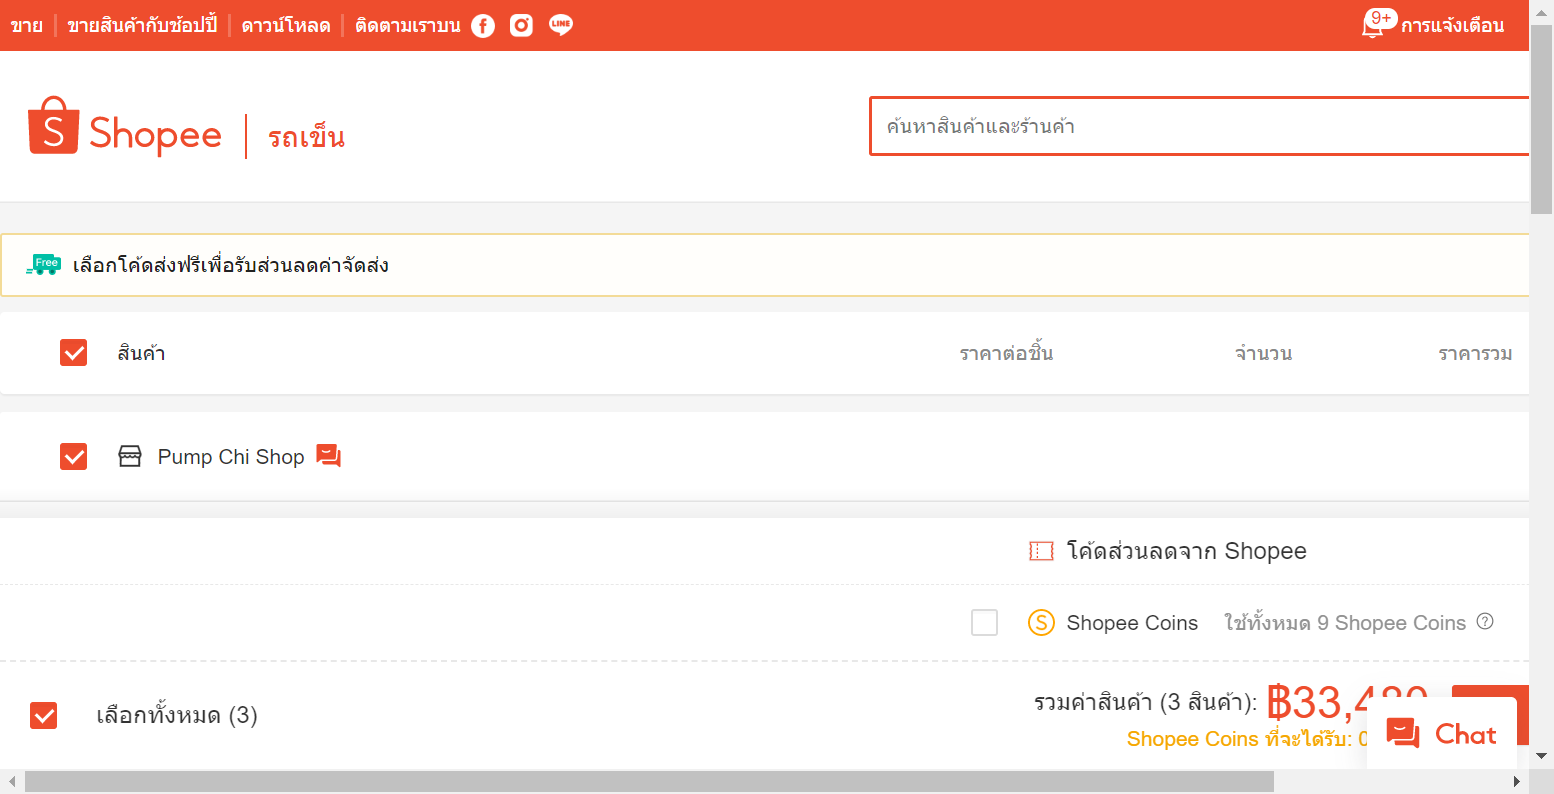 ขาย ขายสินค้ากับช้อปปี้ ดาวน์โหลด ติดตามเราบน LINE 9+ การแจ้งเตือน
S Shopee รถเข็น ค้นหาสินค้าและร้านค้า
Free เลือกโค้ดส่งฟรีเพื่อรับส่วนลดค่าจัดส่ง
สินค้า ราคาต่อชิ้น จำนวน ราคารวม
Pump Chi Shop
โค้ดส่วนลดจาก Shopee
S Shopee Coins ใช้ทั้งหมด 9 Shopee Coins ?
เลือกทั้งหมด (3) รวมค่าสินค้า (3 สินค้า):
Shopee Coins ที่จะได้รับ:
Chat